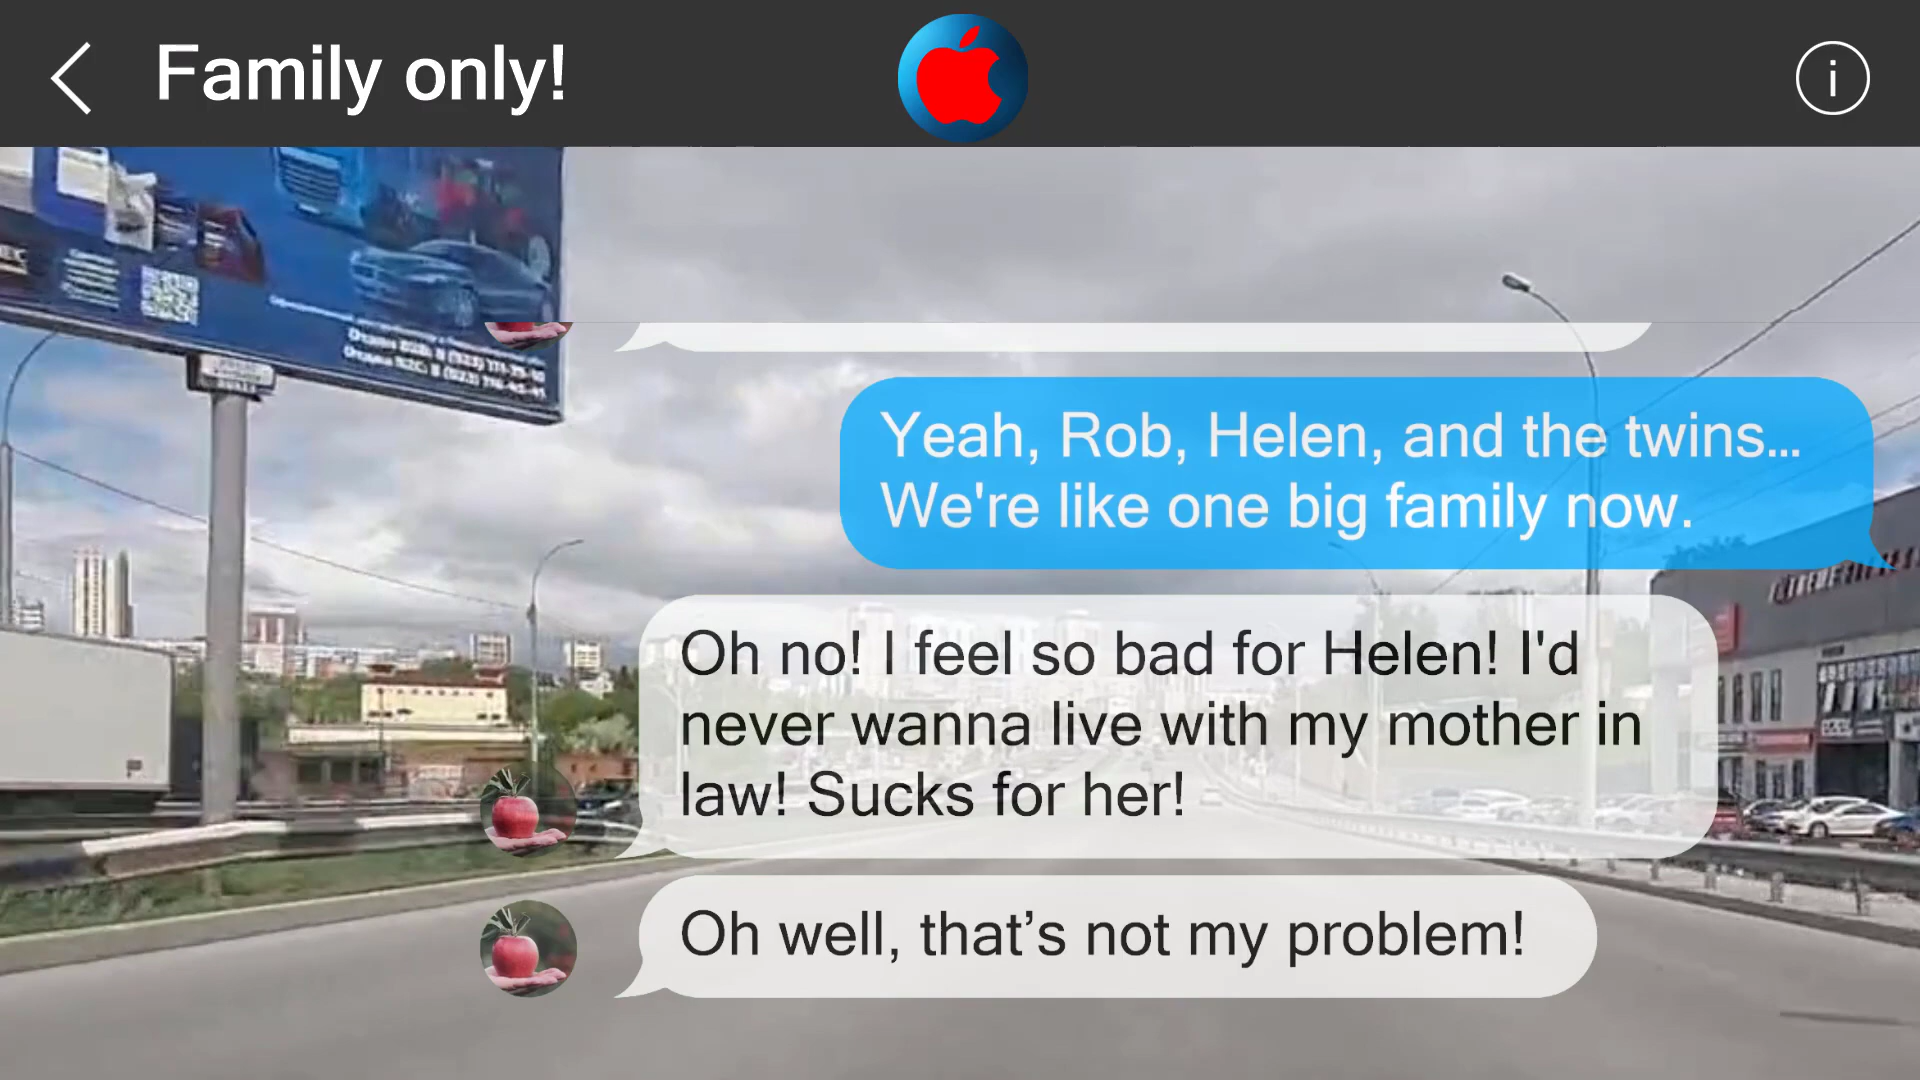 Family only!
i
Yeah, Rob, Helen, and the twins...
We're like one big family now.
Oh no! I feel so bad for Helen! I'd
never wanna live with my mother in
law! Sucks for her!
Oh well, that’s not my problem!